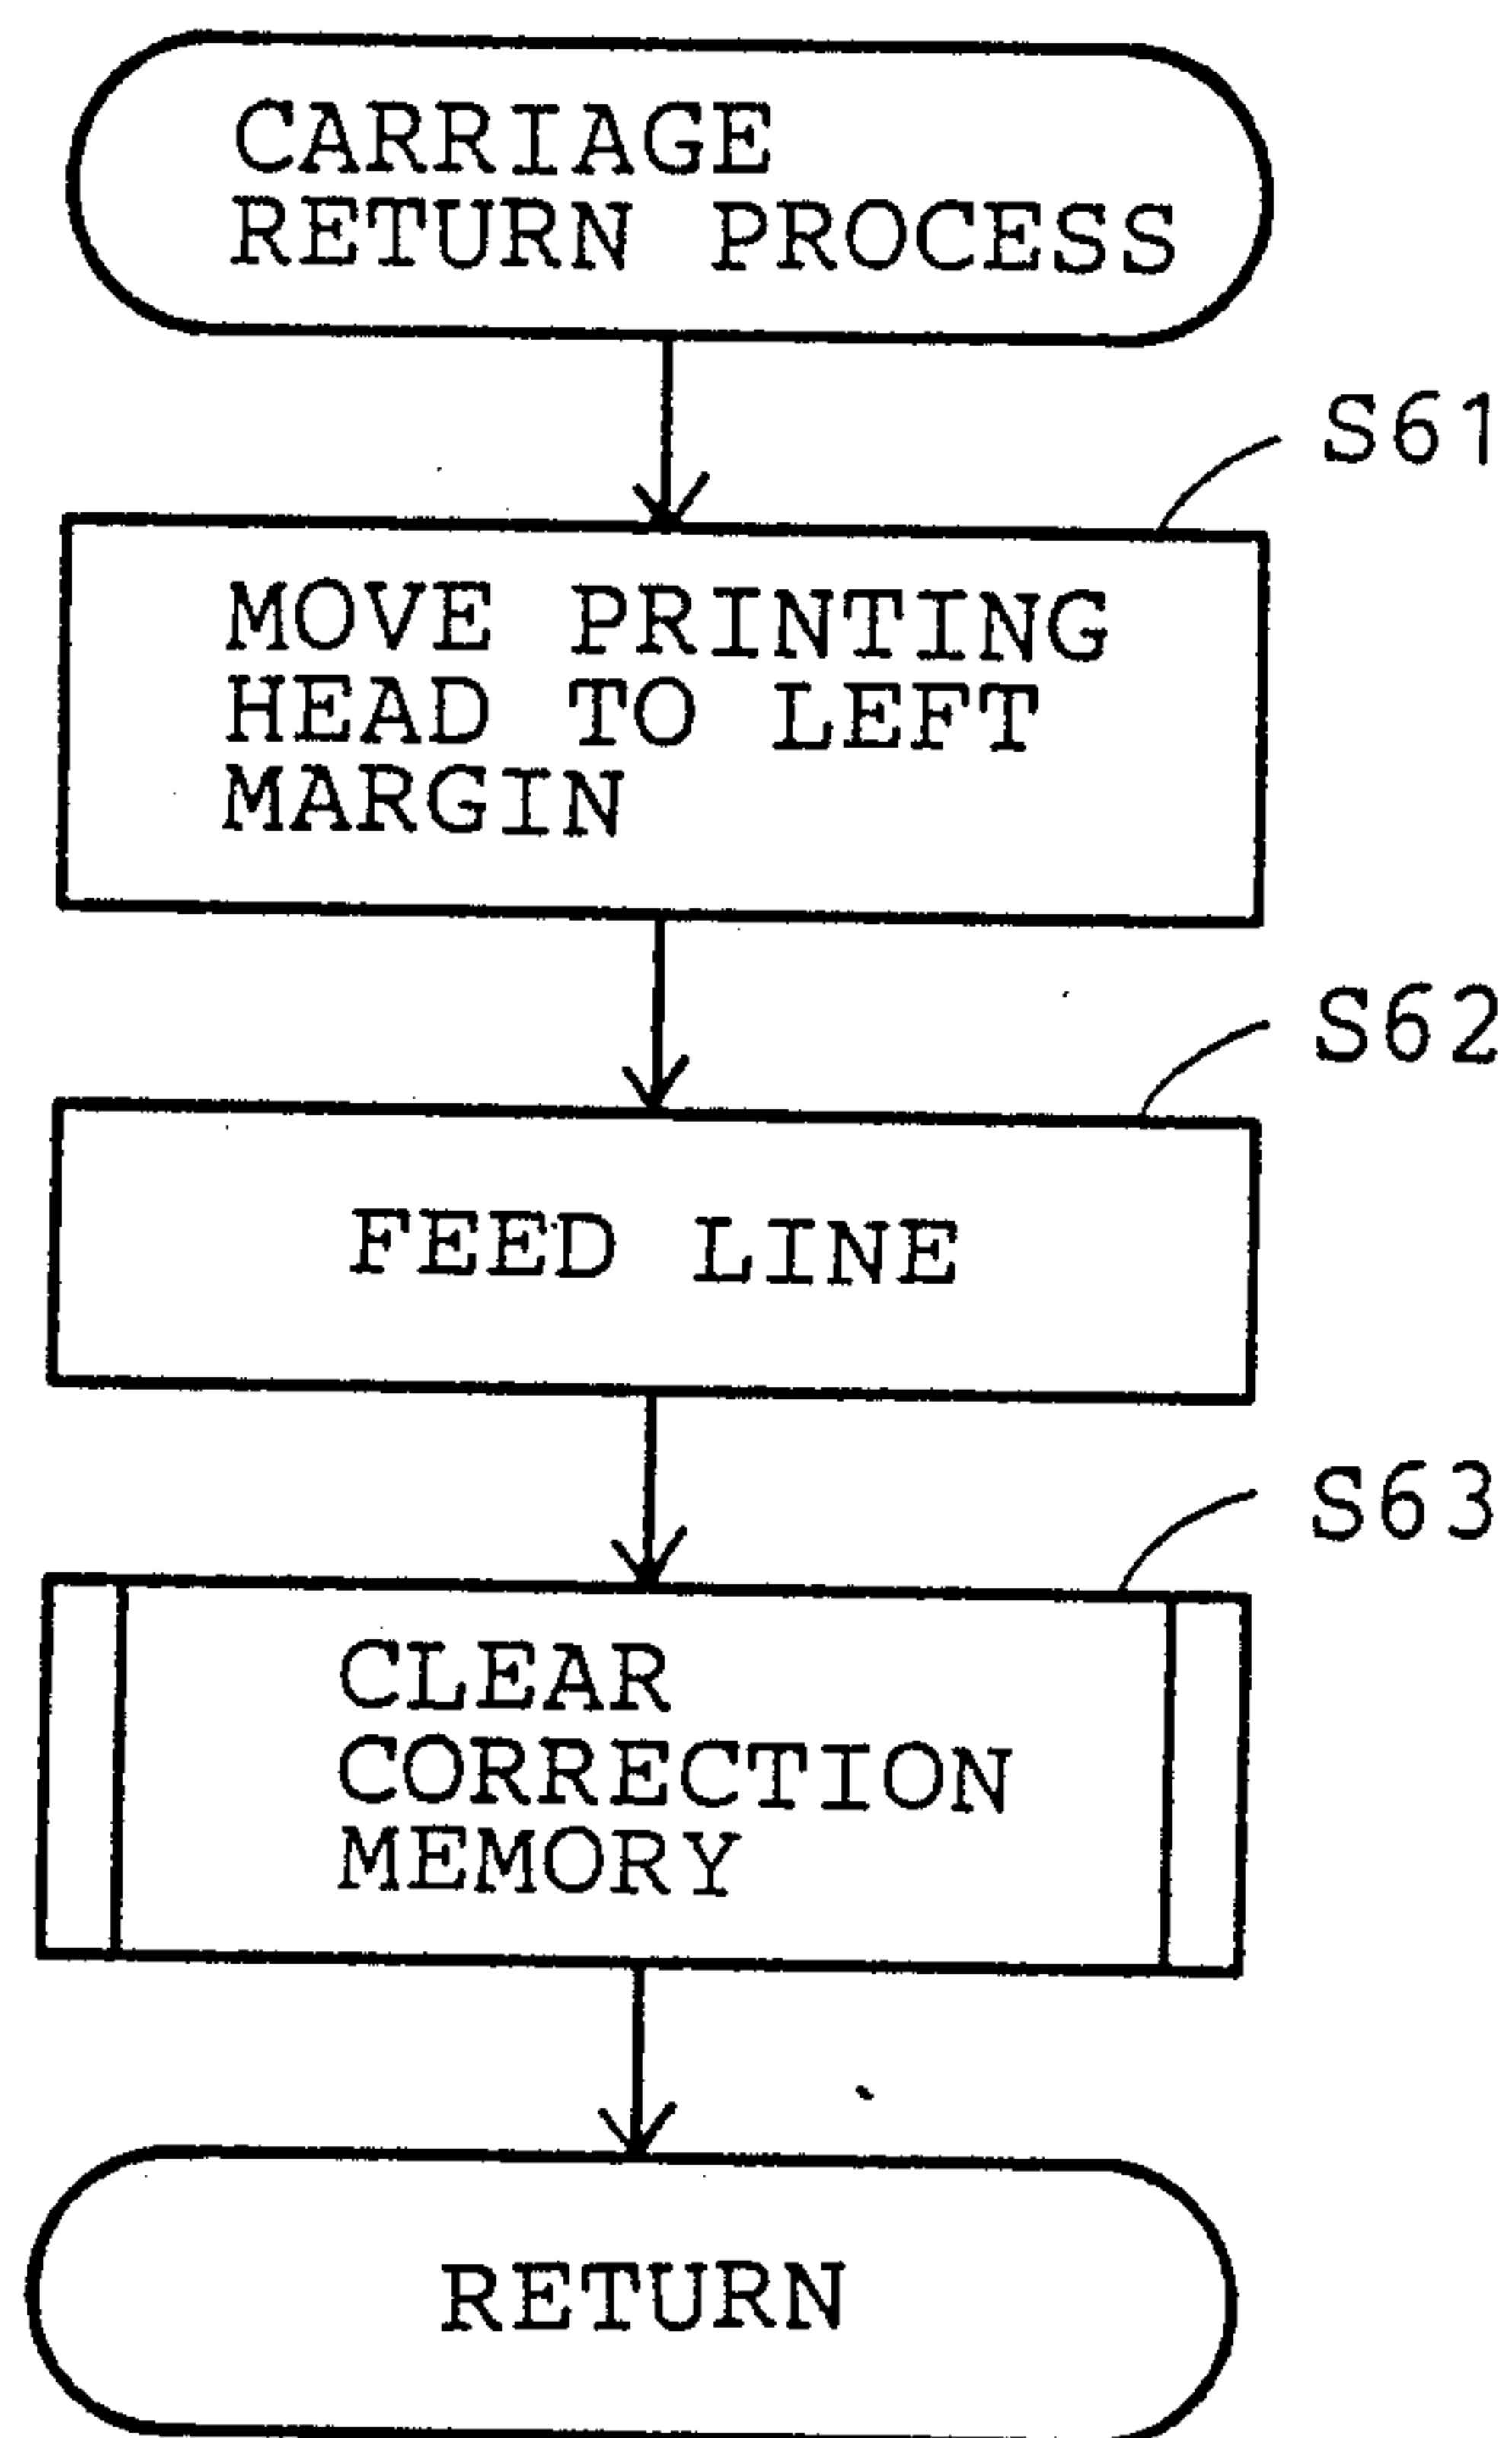 CARRIAGE
RETURN PROCESS
S61
MOVE PRINTING
HEAD TO LEFT
MARGIN
S62
FEED LINE
S63
CLEAR
CORRECTION
MEMORY
RETURN